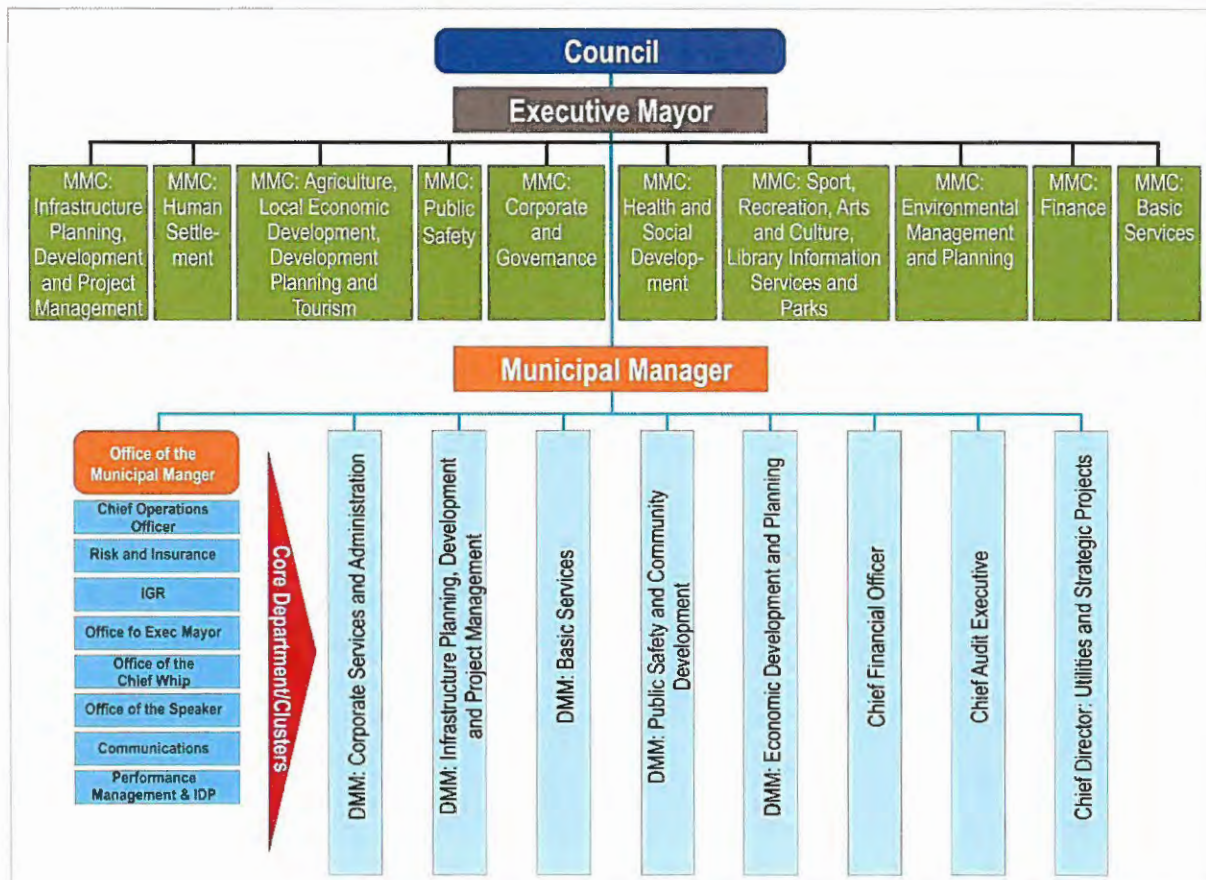 Council
Executive Mayor
MMC:
Infrastructure
Planning,
Development
and Project
Management
MMC:
Human
Settle-
ment
MMC: Agriculture,
Local Economic
Development,
Development
Planning and
Tourism
MMC:
Public
Safety
MMC:
Corporate
and
Governance
MMC:
Health and
Social
Develop-
ment
MMC: Sport,
Recreation, Arts
and Culture,
Library Information
Services and
Parks
MMC:
Environmental
Management
and Planning
MMC:
Finance
MMC:
Basic
Services
Municipal Manager
Office of the
Municipal Manger
Chief Operations
Officer
Risk and Insurance
IGR
Office fo Exec Mayor
Office of the
Chief Whip
Office of the Speaker
Communications
Performance
Management & IDP
Core Department/Clusters
DMM: Corporate Services and Administration
DMM: Infrastructure Planning, Development
and Project Management
DMM: Basic Services
DMM: Public Safety and Community
Development
DMM: Economic Development and Planning
Chief Financial Officer
Chief Audit Executive
Chief Director: Utilities and Strategic Projects